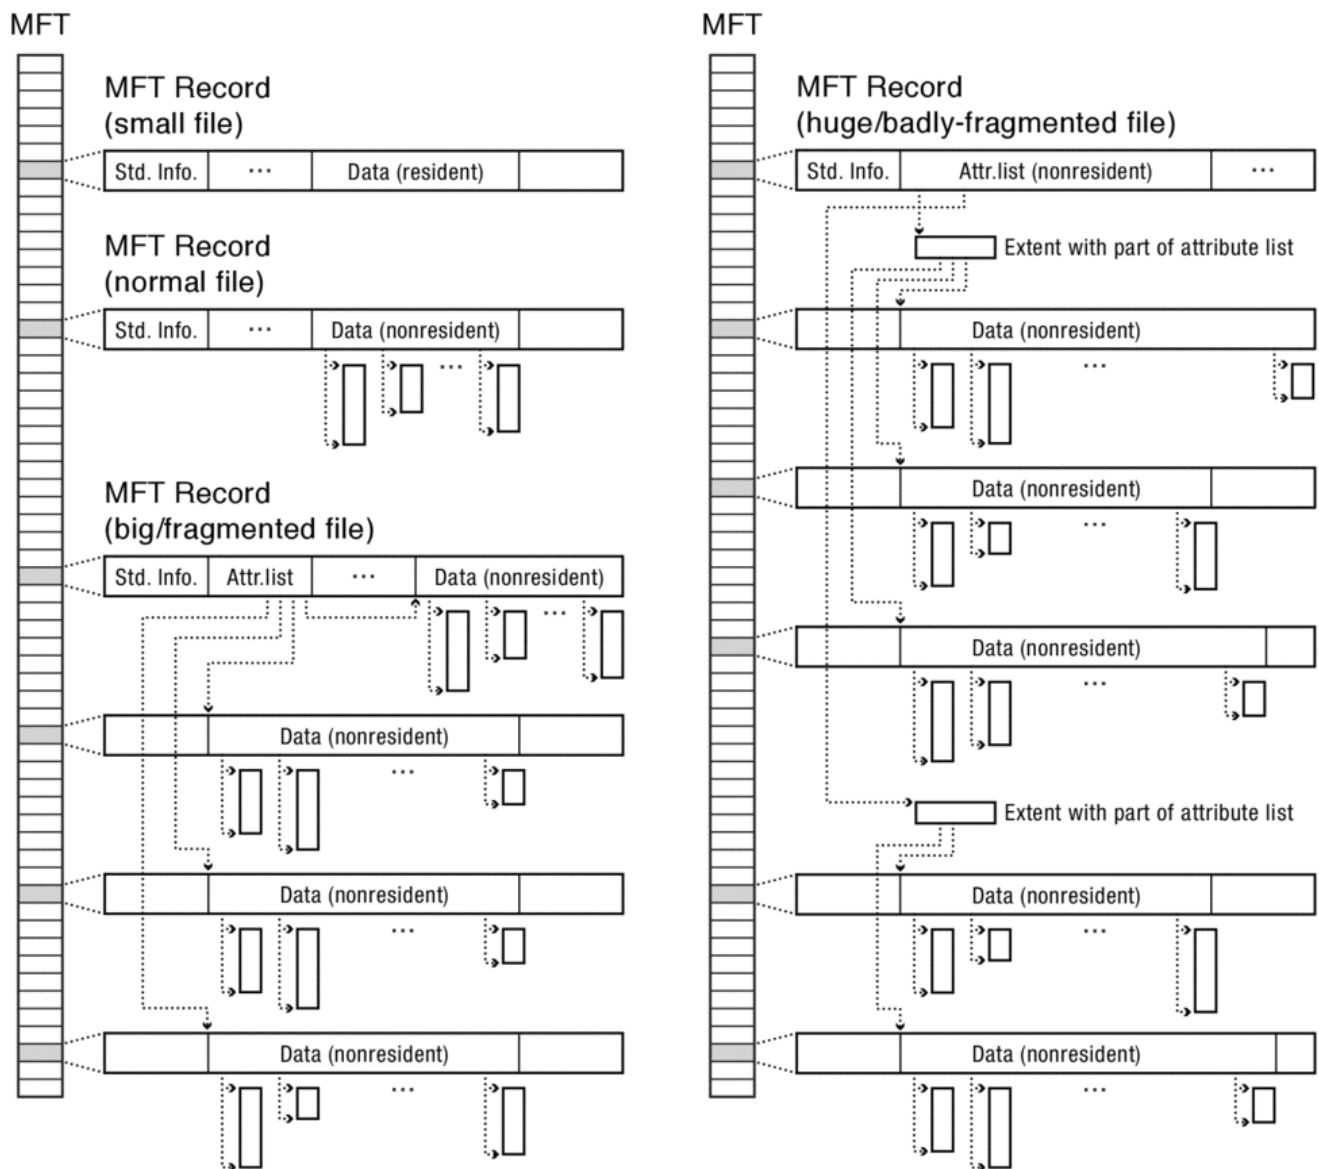 MFT
MFT Record
(small file)
Std. Info.
...
Data (resident)
MFT Record
(normal file)
Std. Info.
...
Data (nonresident)
...
MFT Record
(big/fragmented file)
Std. Info.
Attr.list
...
Data (nonresident)
...
Data (nonresident)
...
Data (nonresident)
...
Data (nonresident)
...
MFT
MFT Record
(huge/badly-fragmented file)
Std. Info.
Attr.list (nonresident)
...
Extent with part of attribute list
Data (nonresident)
...
Data (nonresident)
...
Data (nonresident)
...
Extent with part of attribute list
Data (nonresident)
...
Data (nonresident)
...